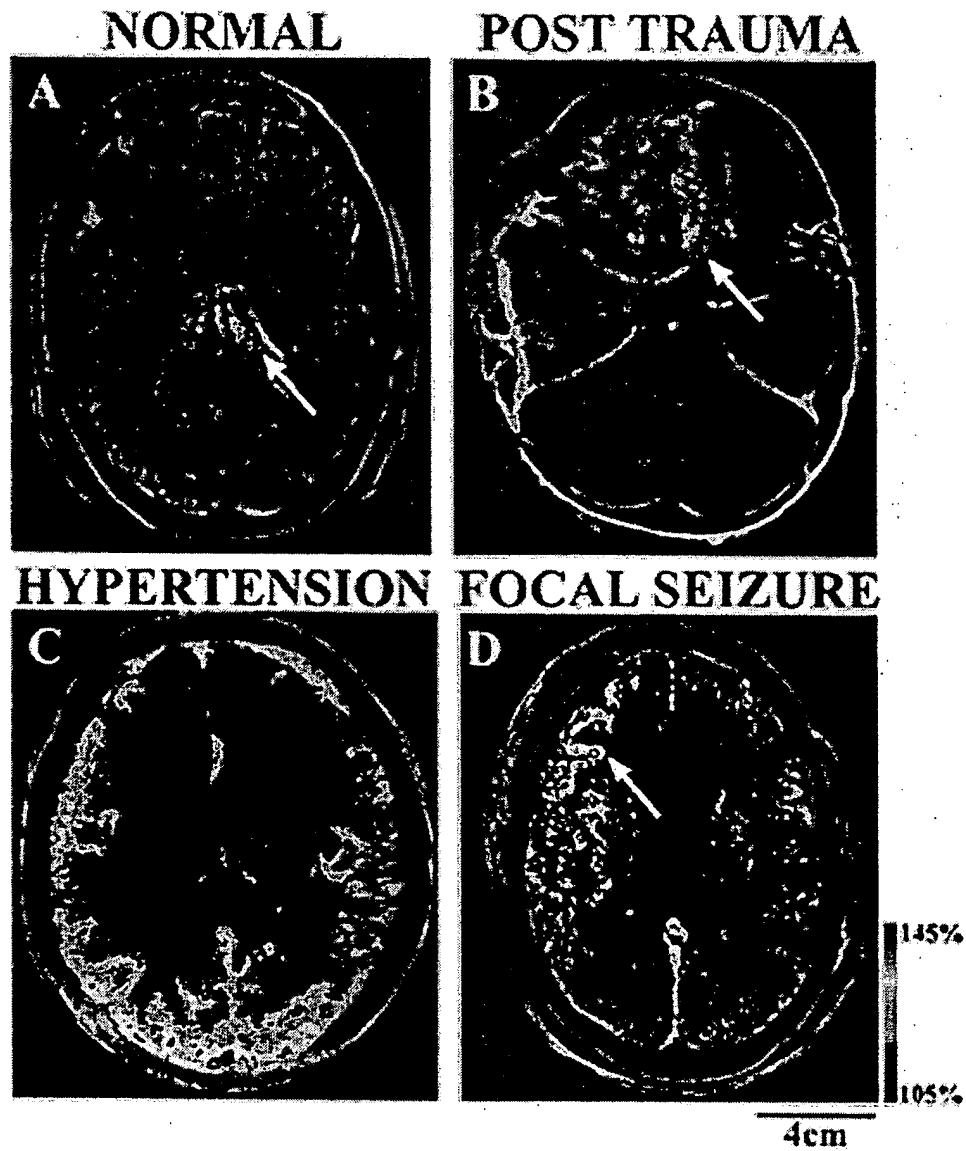 NORMAL
POST TRAUMA
A
B
HYPERTENSION
FOCAL SEIZURE
C
D
145%
105%
4cm